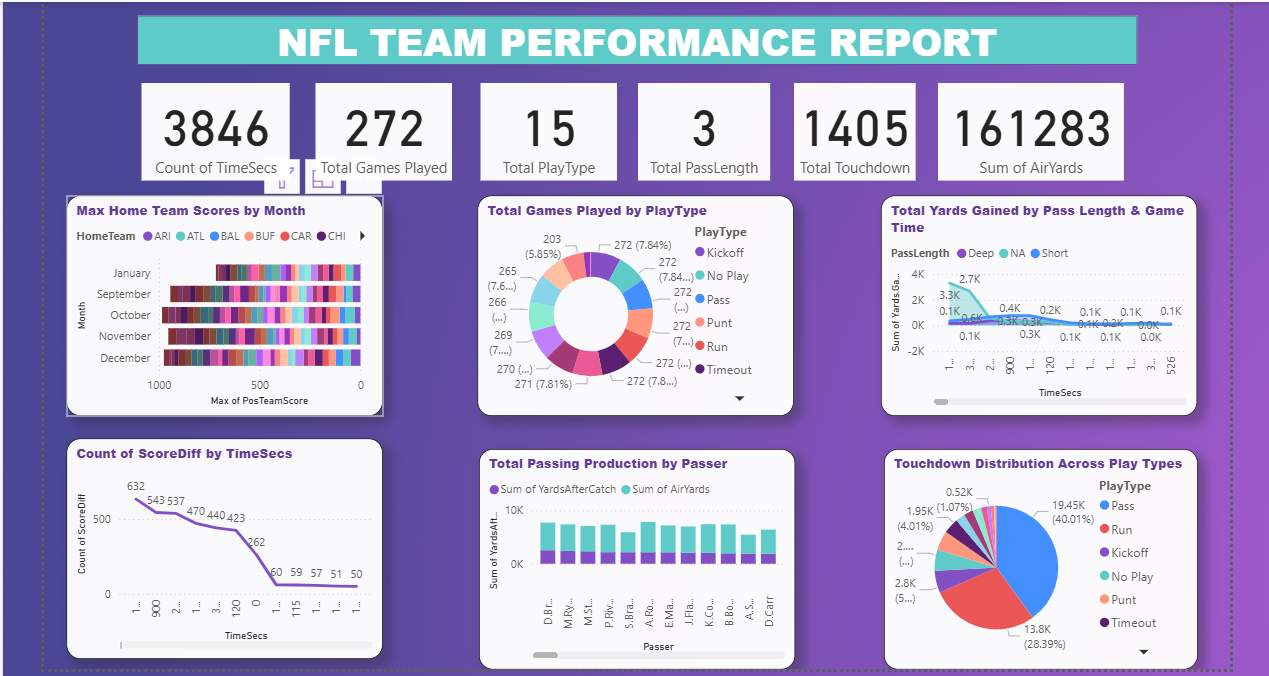 NFL TEAM PERFORMANCE REPORT
3846
Count of TimeSecs
272
Total Games Played
15
Total PlayType
3
Total PassLength
1405
Total Touchdown
161283
Sum of AirYards
Max Home Team Scores by Month
HomeTeam ARI ATL BAL BUF CAR CHI
Month
January
September
October
November
December
1000 500 0
Max of PosTeamScore
Total Games Played by PlayType
203
(5.85%)
272 (7.84%)
265
(7.6...)
272
(7.84...)
266
(...)
272
(...)
269
(7....)
272
(7...)
270 (...)
272 (...)
271 (7.81%)
272 (7.8...)
PlayType
Kickoff
No Play
Pass
Punt
Run
Timeout
Total Yards Gained by Pass Length & Game
Time
PassLength Deep NA Short
Sum of Yards.Ga...
4K
2K
0K
-2K
2.7K
3.3K
0.1K
0.6K
0.4K
0.3K
0.3K
0.2K
0.1K
0.1K
0.1K
0.1K
0.2K
0.0K
0.1K
0.3K
0.1K
0.1K
0.0K
1...
3...
2...
900
1...
120
1...
1...
1...
1...
3...
526
TimeSecs
Count of ScoreDiff by TimeSecs
Count of ScoreDiff
500
0
632
543
537
470
440
423
262
60
59
57
51
50
1...
900
2...
1...
3...
120
0
1...
115
1...
1...
1...
TimeSecs
Total Passing Production by Passer
Sum of YardsAfterCatch Sum of AirYards
Sum of YardsAft...
10K
0K
D.Br...
M.Ry...
M.St...
P.Riv...
S.Bra...
A.Ro...
E.Ma...
J.Fla...
K.Co...
B.Bo...
A.S...
D.Carr
Passer
Touchdown Distribution Across Play Types
0.52K
(1.07%)
1.95K
(4.01%)
2....
(...)
2.8K
(5...)
19.45K
(40.01%)
13.8K
(28.39%)
PlayType
Pass
Run
Kickoff
No Play
Punt
Timeout